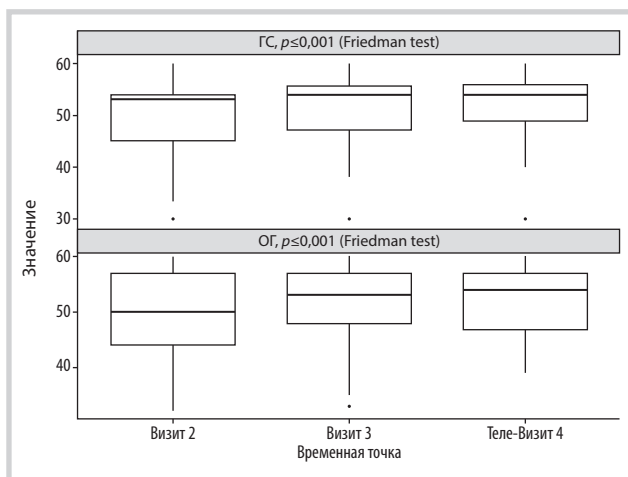 ГС, p≤0,001 (Friedman test)
60
50
40
30
ОГ, p≤0,001 (Friedman test)
60
50
40
Значение
Визит 2
Визит 3
Теле-Визит 4
Временная точка